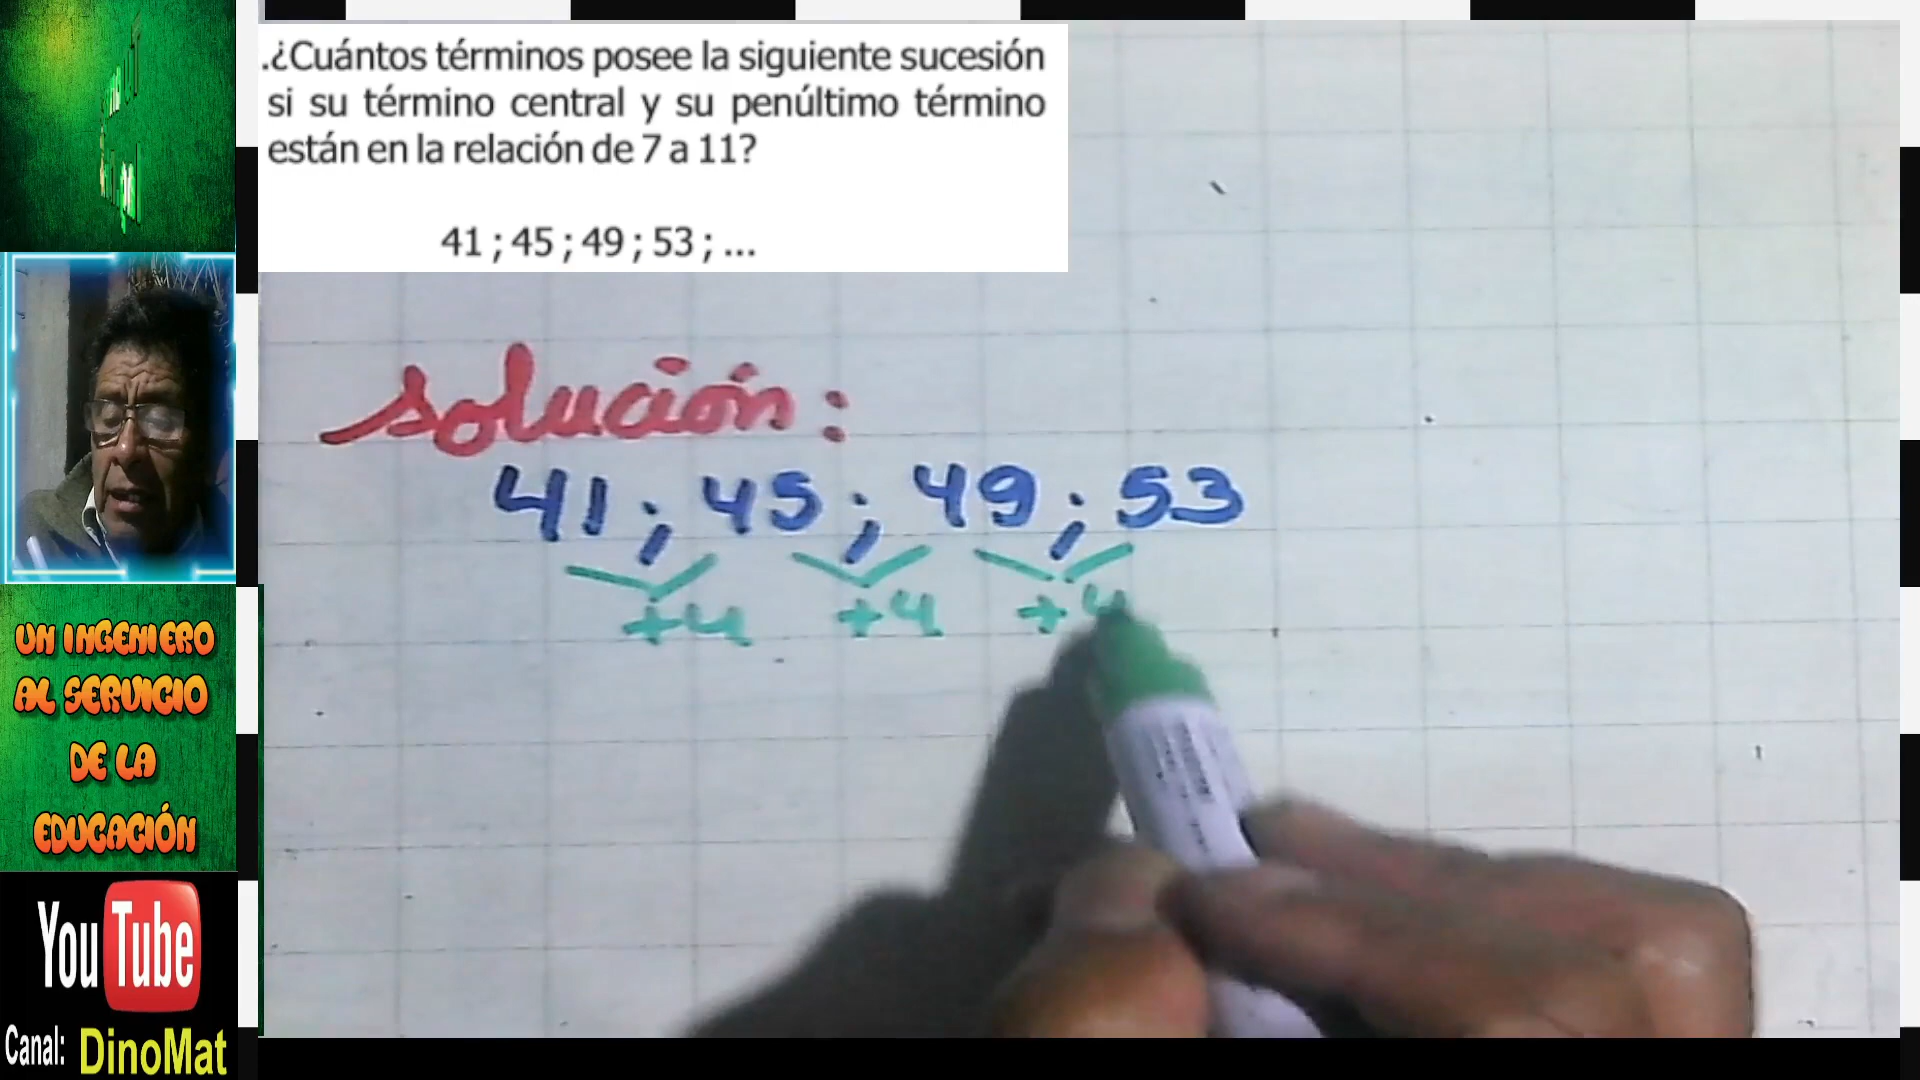 .¿Cuántos términos posee la siguiente sucesión
si su término central y su penúltimo término
están en la relación de 7 a 11?
41 ; 45 ; 49 ; 53 ; ...
solución:
41 ; 45 ; 49 ; 53
+4 +4 +4
UN INGENIERO
AL SERVICIO
DE LA
EDUCACIÓN
YouTube
Canal: DinoMat